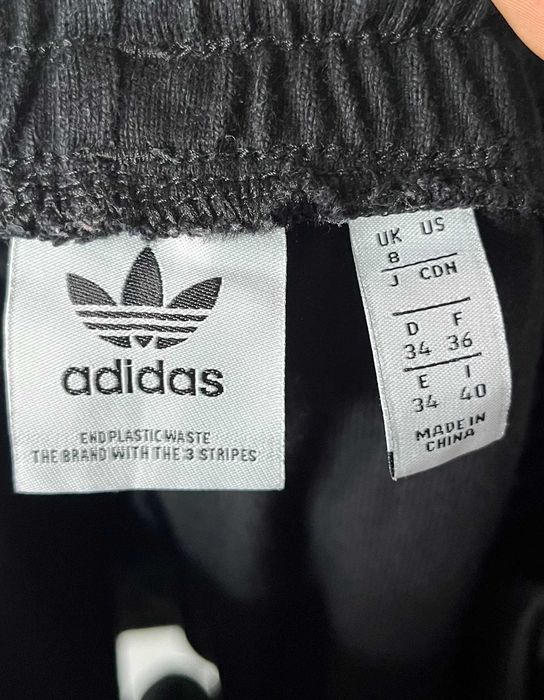 adidas
END PLASTIC WASTE
THE BRAND WITH THE 3 STRIPES
UK US
8
J CDN
D F
34 36
E I
34 40
MADE IN
CHINA